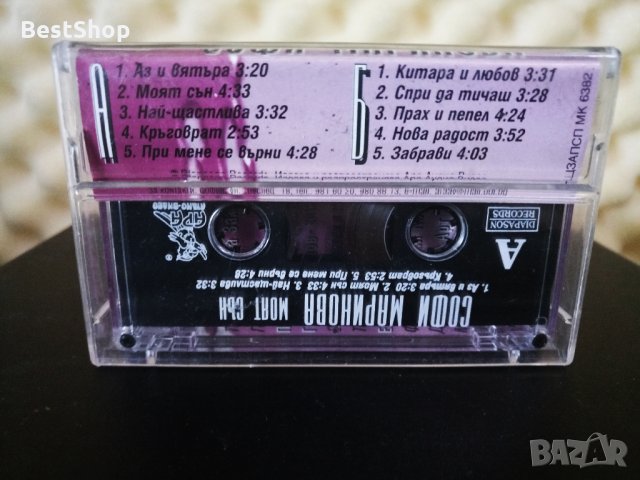 BestShop
А
1. Аз и вятъра 3:20
2. Моят сън 4:33
3. Най-щастлива 3:32
4. Кръговрат 2:53
5. При мене се върни 4:28
Б
1. Китара и любов 3:31
2. Спри да тичаш 3:28
3. Прах и пепел 4:24
4. Нова радост 3:52
5. Забрави 4:03
ЦЗАПСП МК 6382
A
DIAPASON
RECORDS
СОФИ МАРИНОВА МОЯТ СЪН
1. Аз и вятъра 3:20 2. Моят сън 4:33 3. Най-щастлива 3:32
4. Кръговрат 2:53 5. При мене се върни 4:28
BAZAR